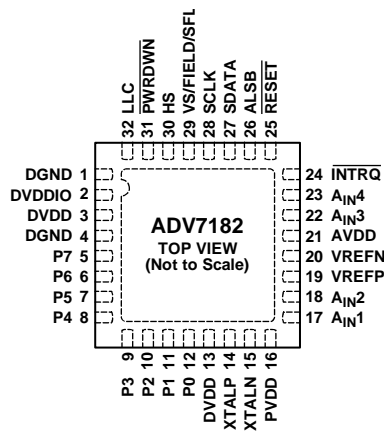 32 LLC
31 PWRDWN
30 HS
29 VS/FIELD/SFL
28 SCLK
27 SDATA
26 ALSB
25 RESET
DGND 1
DVDDIO 2
DVDD 3
DGND 4
P7 5
P6 6
P5 7
P4 8
ADV7182
TOP VIEW
(Not to Scale)
24 INTRQ
23 AIN4
22 AIN3
21 AVDD
20 VREFN
19 VREFP
18 AIN2
17 AIN1
P3 9
P2 10
P1 11
P0 12
DVDD 13
XTALP 14
XTALN 15
PVDD 16